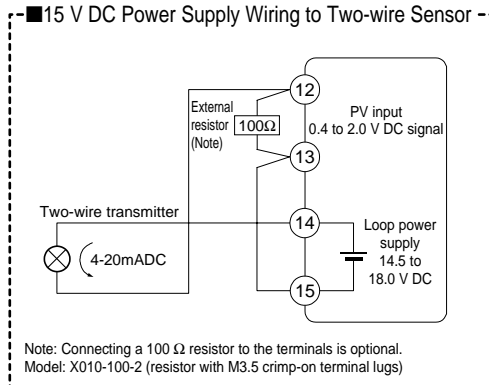 ■15 V DC Power Supply Wiring to Two-wire Sensor
12
External
resistor
(Note)
100Ω
PV input
0.4 to 2.0 V DC signal
13
Two-wire transmitter
14
4-20mADC
Loop power
supply
14.5 to
18.0 V DC
15
Note: Connecting a 100 Ω resistor to the terminals is optional.
Model: X010-100-2 (resistor with M3.5 crimp-on terminal lugs)